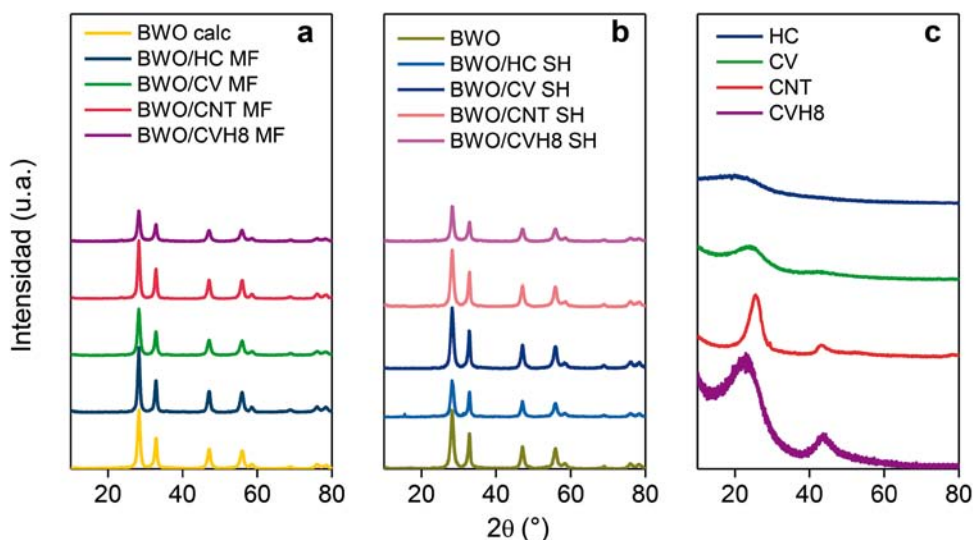 a
BWO calc
BWO/HC MF
BWO/CV MF
BWO/CNT MF
BWO/CVH8 MF
b
BWO
BWO/HC SH
BWO/CV SH
BWO/CNT SH
BWO/CVH8 SH
c
HC
CV
CNT
CVH8
Intensidad (u.a.)
20 40 60 80
20 40 60 80
20 40 60 80
2θ (°)